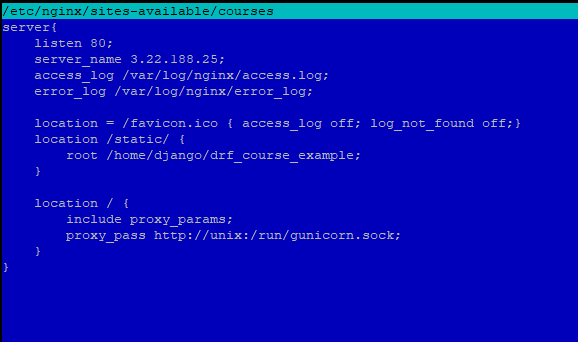 /etc/nginx/sites-available/courses
server{
    listen 80;
    server_name 3.22.188.25;
    access_log /var/log/nginx/access.log;
    error_log /var/log/nginx/error_log;

    location = /favicon.ico { access_log off; log_not_found off;}
    location /static/ {
        root /home/django/drf_course_example;
    }

    location / {
        include proxy_params;
        proxy_pass http://unix:/run/gunicorn.sock;
    }
}